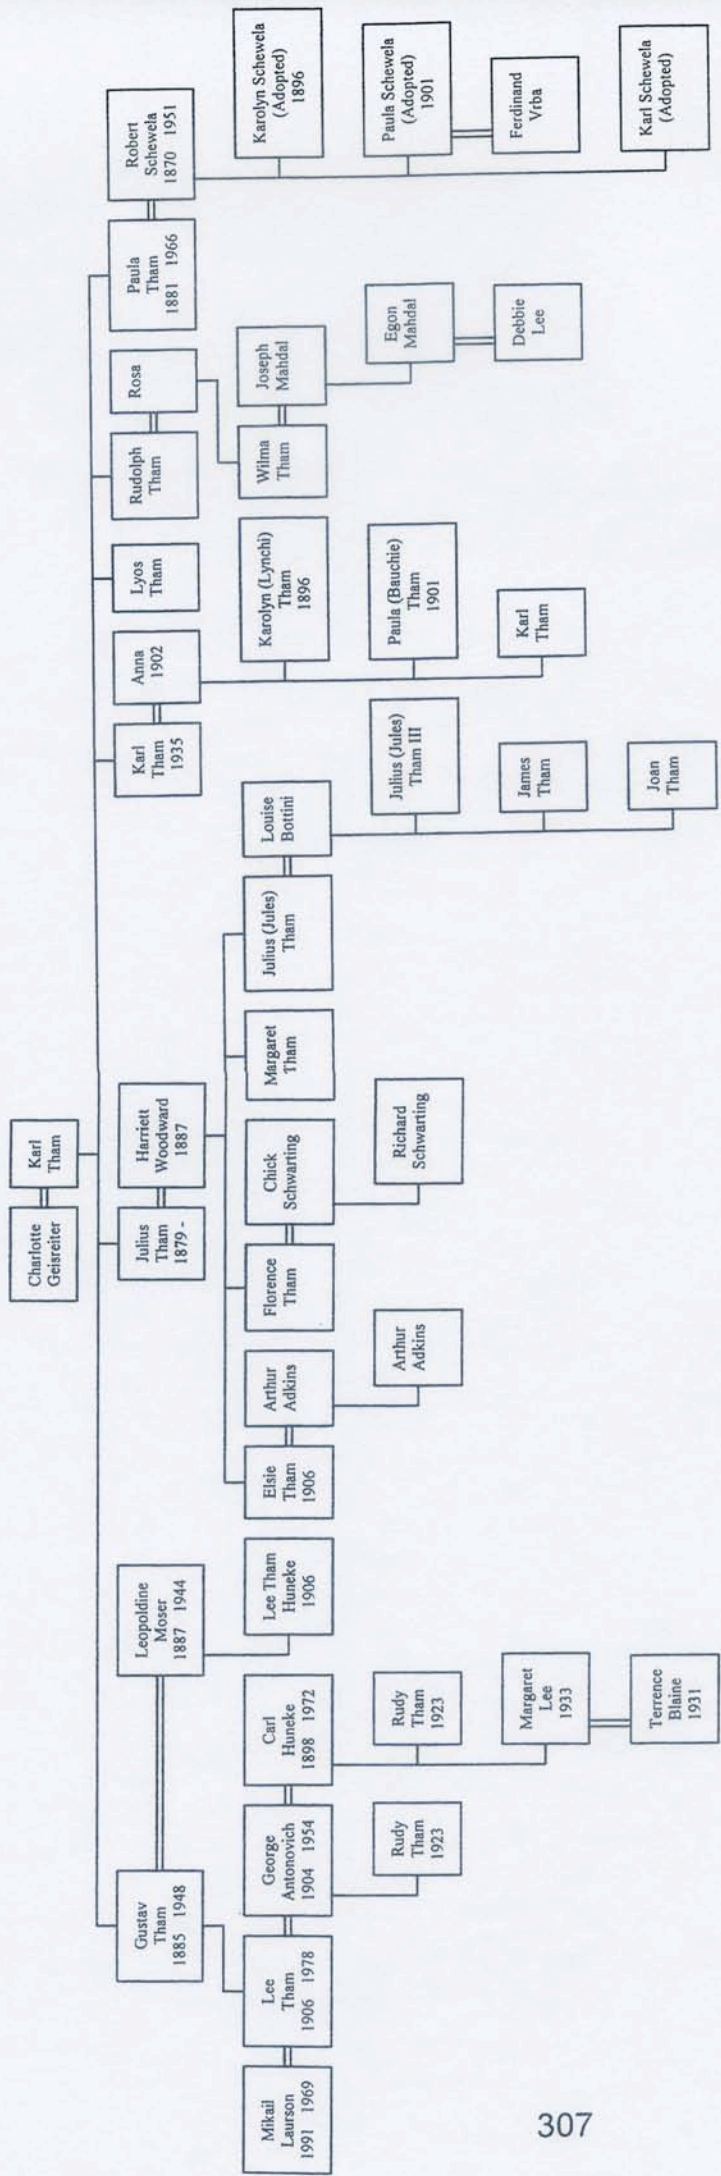 Charlotte
Geisreiter
Karl
Tham
Gustav
Tham
1885 1948
Leopoldine
Moser
1887 1944
Julius
Tham
1879 -
Harriett
Woodward
1887
Karl
Tham
1935
Anna
1902
Lyos
Tham
Rudolph
Tham
Rosa
Paula
Tham
1881 1966
Robert
Schewela
1870 1951
Mikail
Laurson
1991 1969
Lee
Tham
1906 1978
George
Antonovich
1904 1954
Carl
Huneke
1898 1972
Lee Tham
Huneke
1906
Elsie
Tham
1906
Arthur
Adkins
Florence
Tham
Chick
Schwarting
Margaret
Tham
Julius (Jules)
Tham
Louise
Bottini
Karolyn (Lynchi)
Tham
1896
Wilma
Tham
Joseph
Mahdal
Karolyn Schewela
(Adopted)
1896
Rudy
Tham
1923
Rudy
Tham
1923
Arthur
Adkins
Richard
Schwarting
Julius (Jules)
Tham III
Paula (Bauchie)
Tham
1901
Egon
Mahdal
Paula Schewela
(Adopted)
1901
Margaret
Lee
1933
James
Tham
Karl
Tham
Debbie
Lee
Ferdinand
Vrba
Terrence
Blaine
1931
Joan
Tham
Karl Schewela
(Adopted)
307